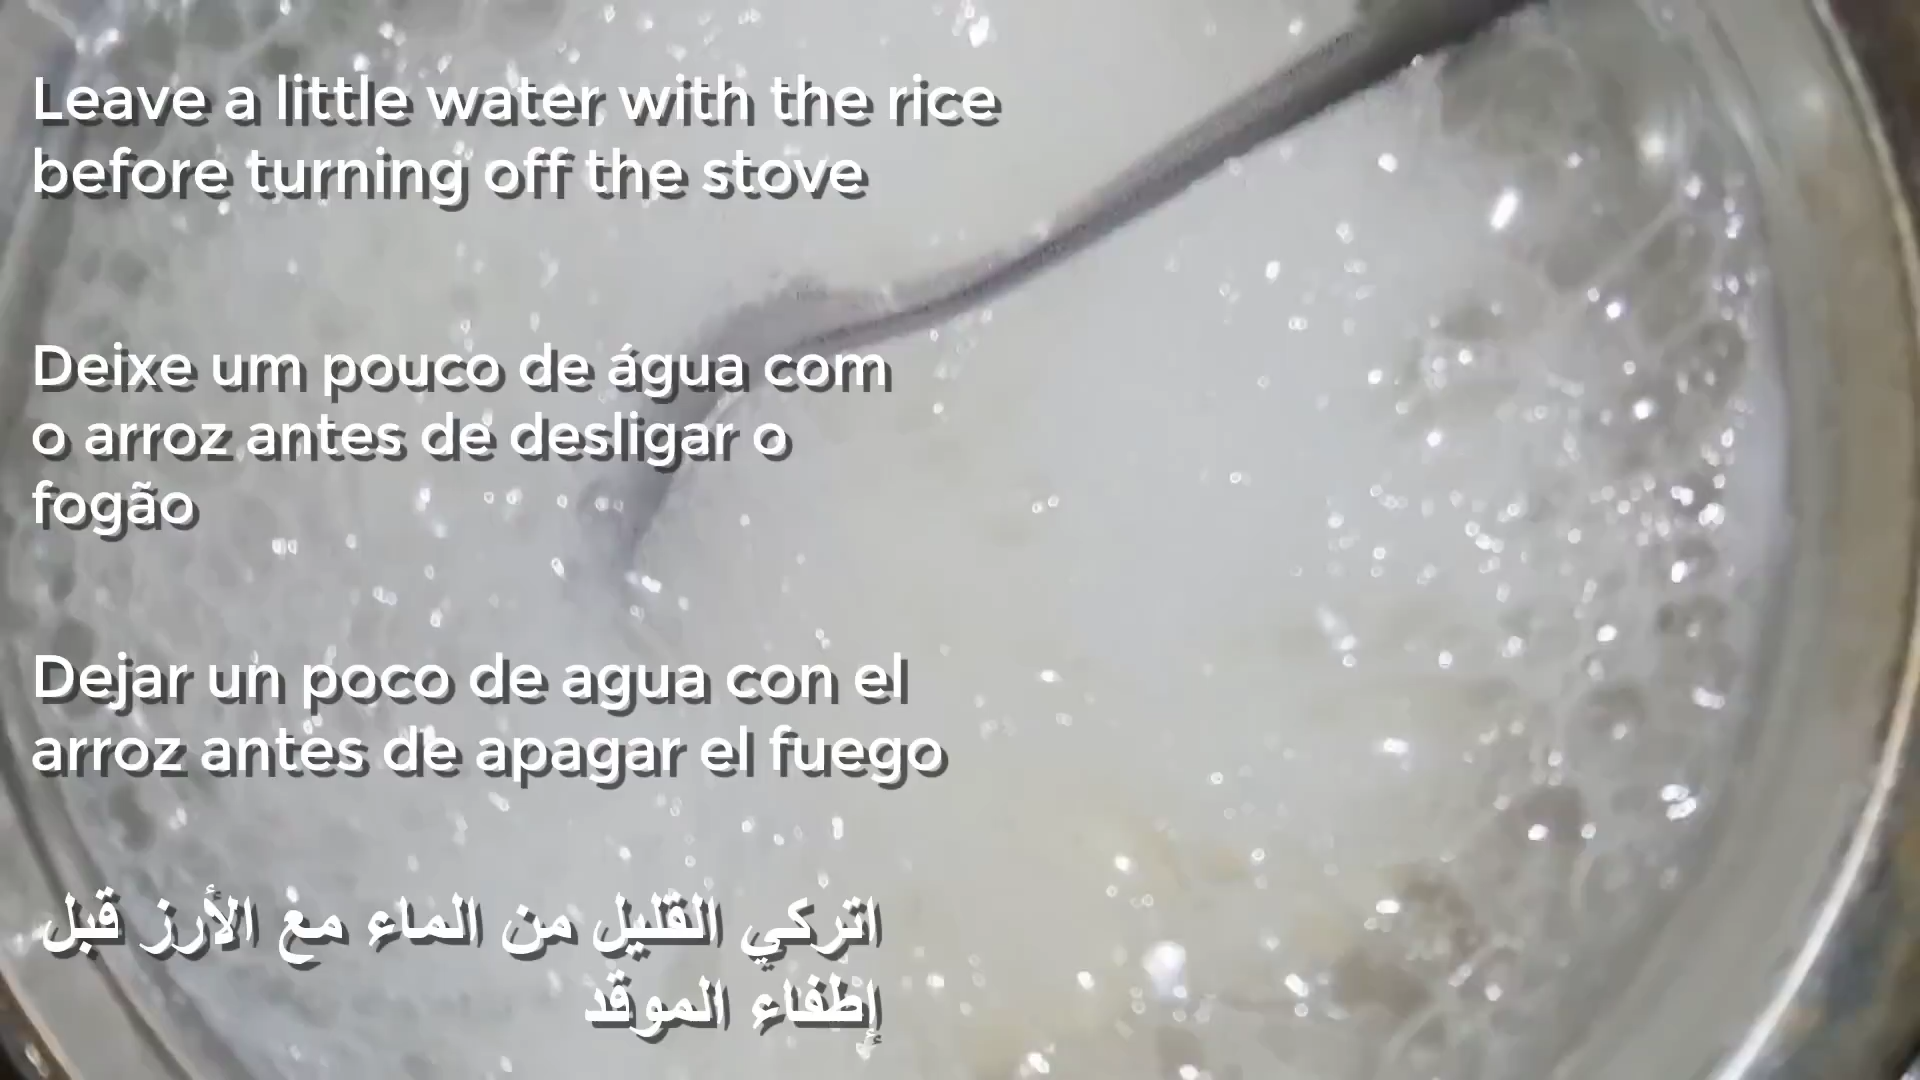 Leave a little water with the rice
before turning off the stove
Deixe um pouco de água com
o arroz antes de desligar o
fogão
Dejar un poco de agua con el
arroz antes de apagar el fuego
اتركي القليل من الماء مع الأرز قبل
إطفاء الموقد